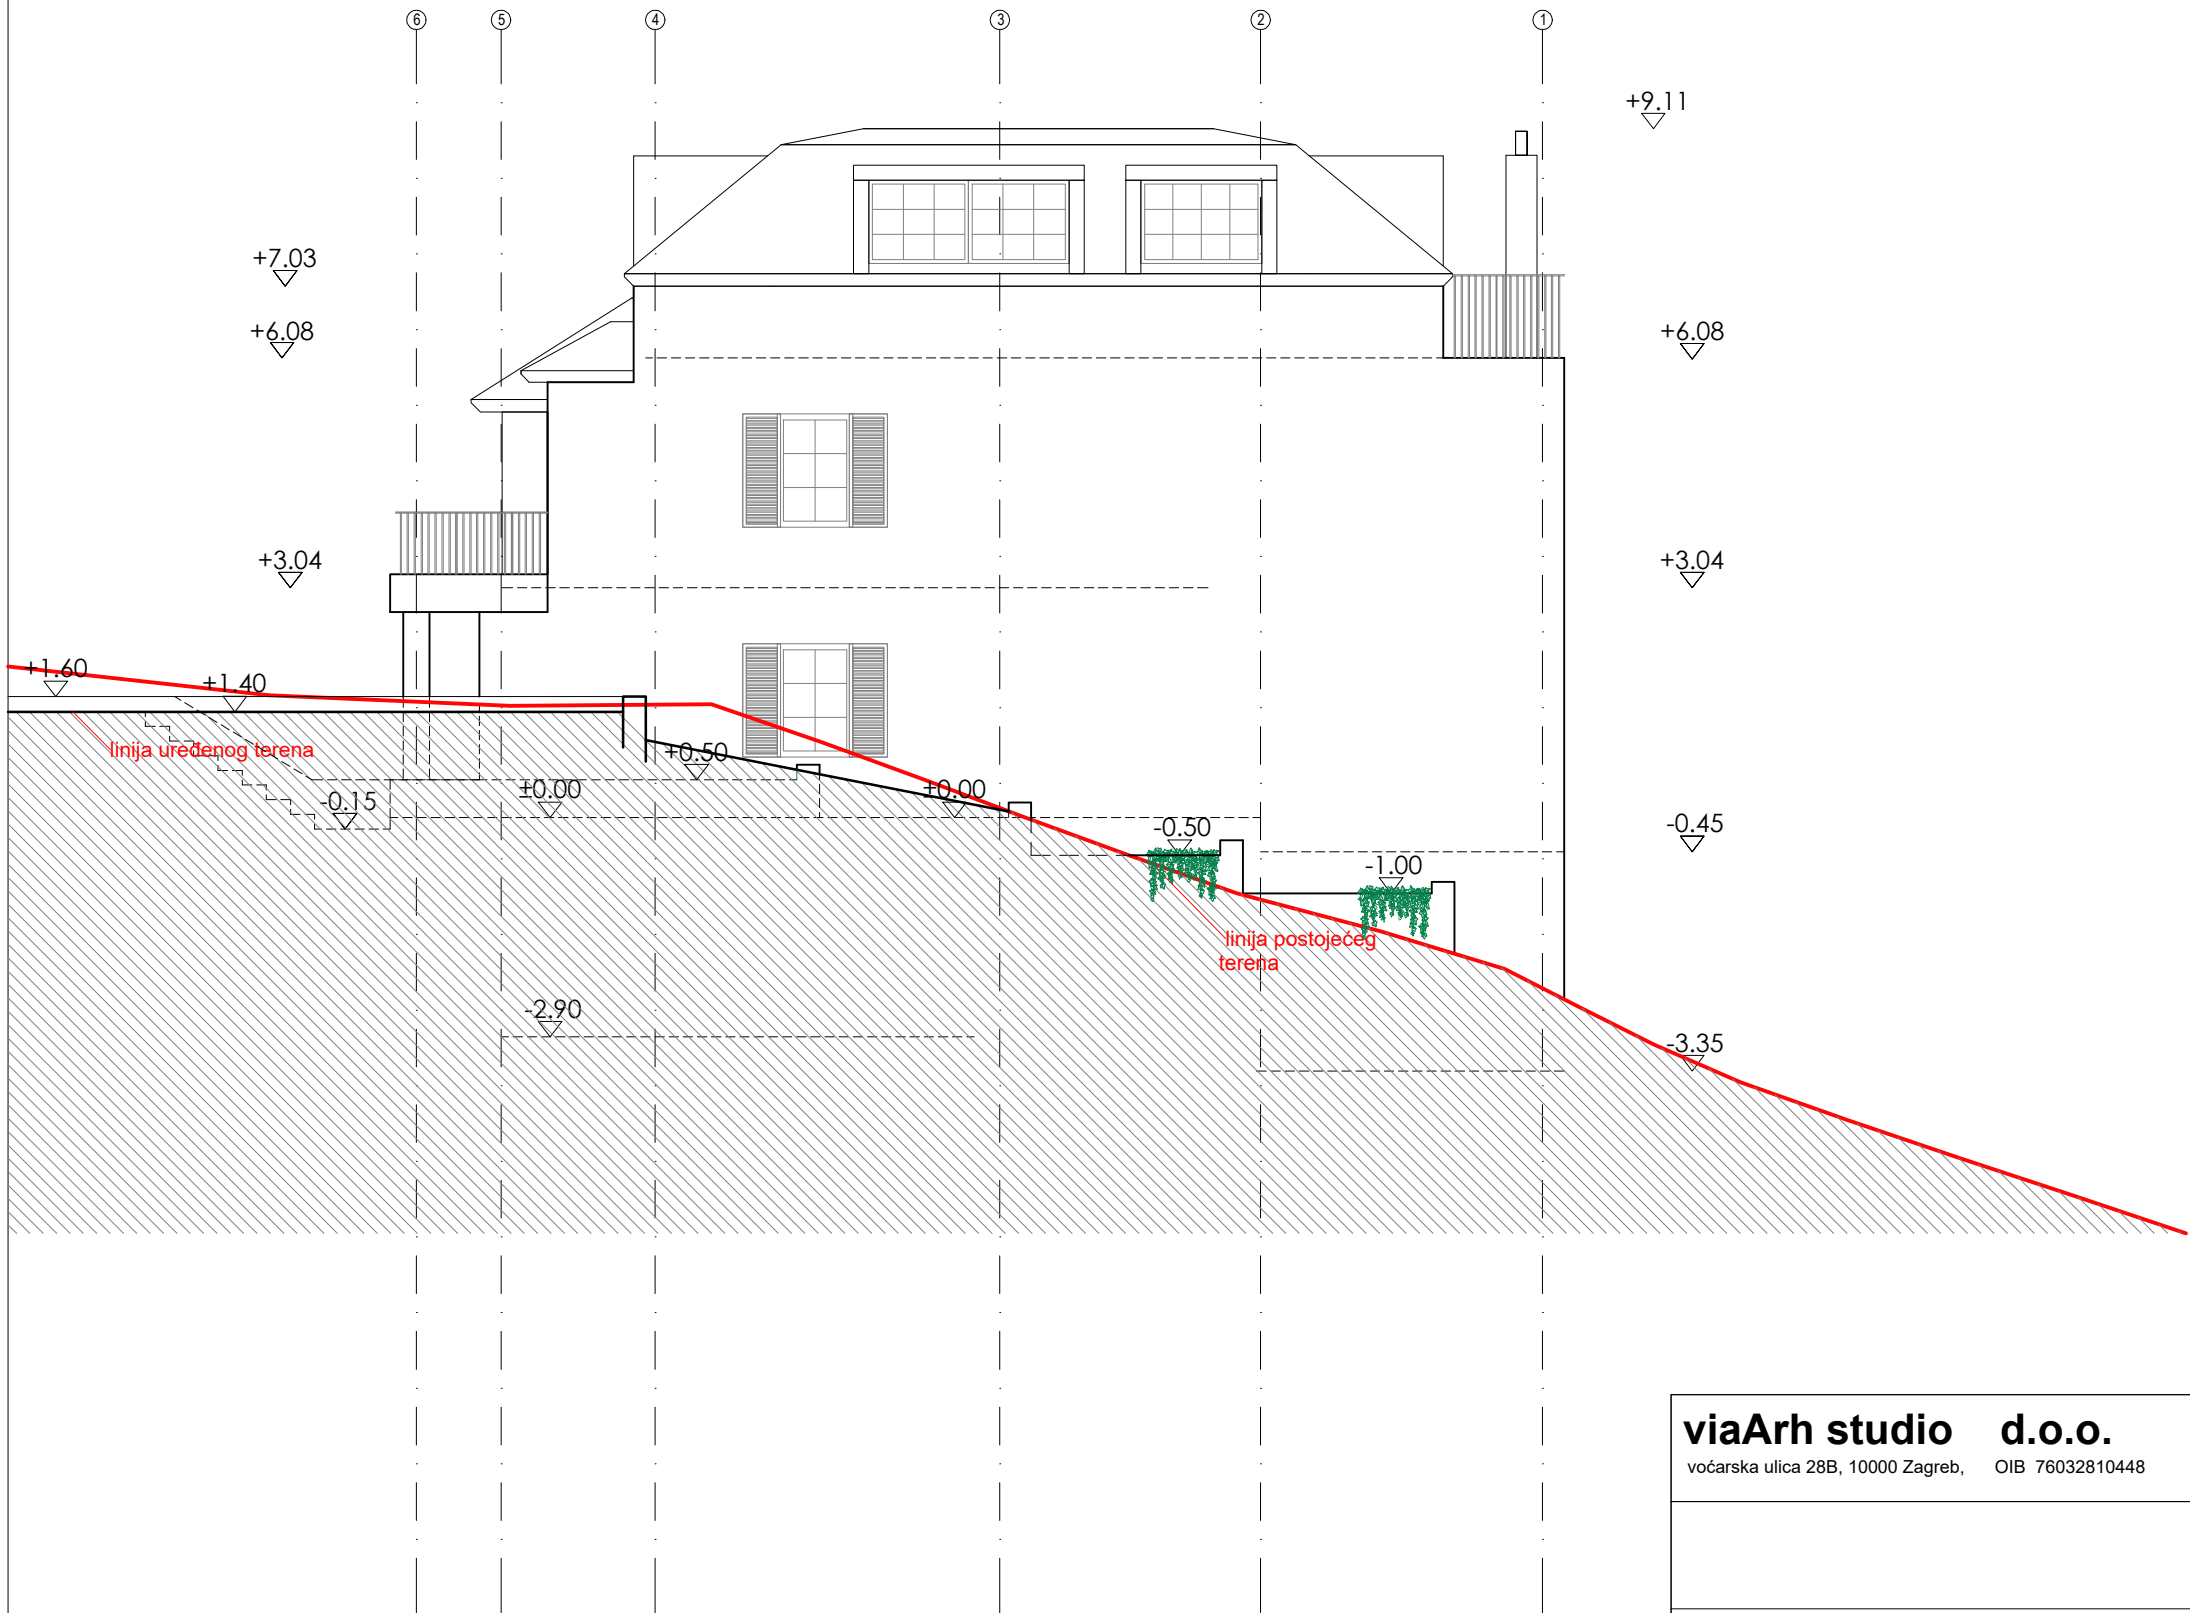 6 5 4 3 2 1
+9.11
+7.03
+6.08 +6.08
+3.04 +3.04
+1.60
+1.40
linija uređenog terena
+0.50
-0.15
±0.00 ±0.00
-0.50
-0.45
-1.00
linija postojećeg
terena
-2.90
-3.35
viaArh studio d.o.o.
voćarska ulica 28B, 10000 Zagreb, OIB 76032810448